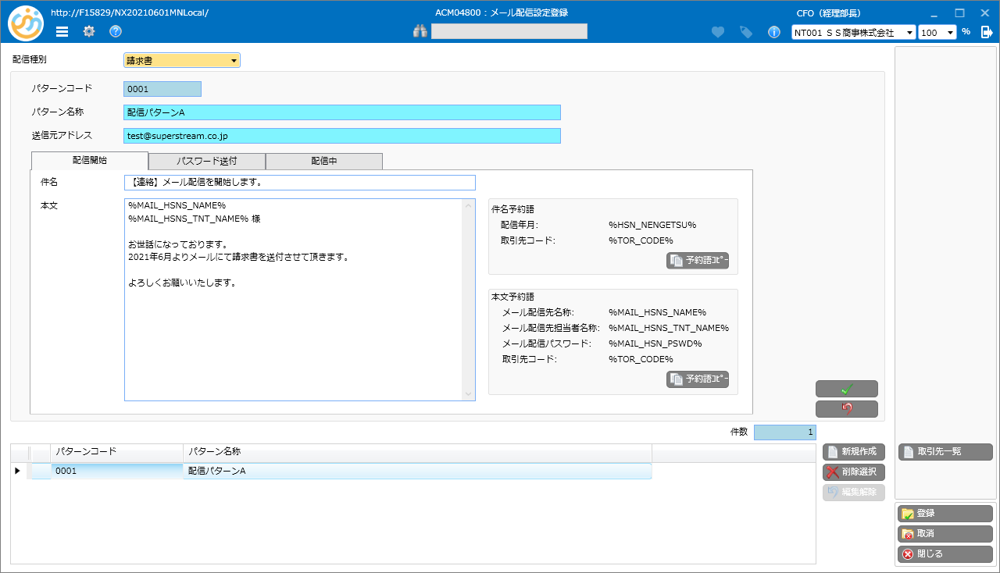 http://F15829/NX20210601MNLocal/
ACM04800：メール配信設定登録
CFO（経理部長）
NT001 ＳＳ商事株式会社
100
%
配信種別
請求書
パターンコード
0001
パターン名称
配信パターンA
送信元アドレス
test@superstream.co.jp
配信開始
パスワード送付
配信中
件名
【連絡】メール配信を開始します。
本文
%MAIL_HSNS_NAME%
%MAIL_HSNS_TNT_NAME% 様
お世話になっております。
2021年6月よりメールにて請求書を送付させて頂きます。
よろしくお願いいたします。
件名予約語
配信年月: %HSN_NENGETSU%
取引先コード: %TOR_CODE%
予約語ｺﾋﾟｰ
本文予約語
メール配信先名称: %MAIL_HSNS_NAME%
メール配信先担当者名称: %MAIL_HSNS_TNT_NAME%
メール配信パスワード: %MAIL_HSN_PSWD%
取引先コード: %TOR_CODE%
予約語ｺﾋﾟｰ
件数
1
パターンコード
パターン名称
0001
配信パターンA
新規作成
削除選択
編集解除
取引先一覧
登録
取消
閉じる